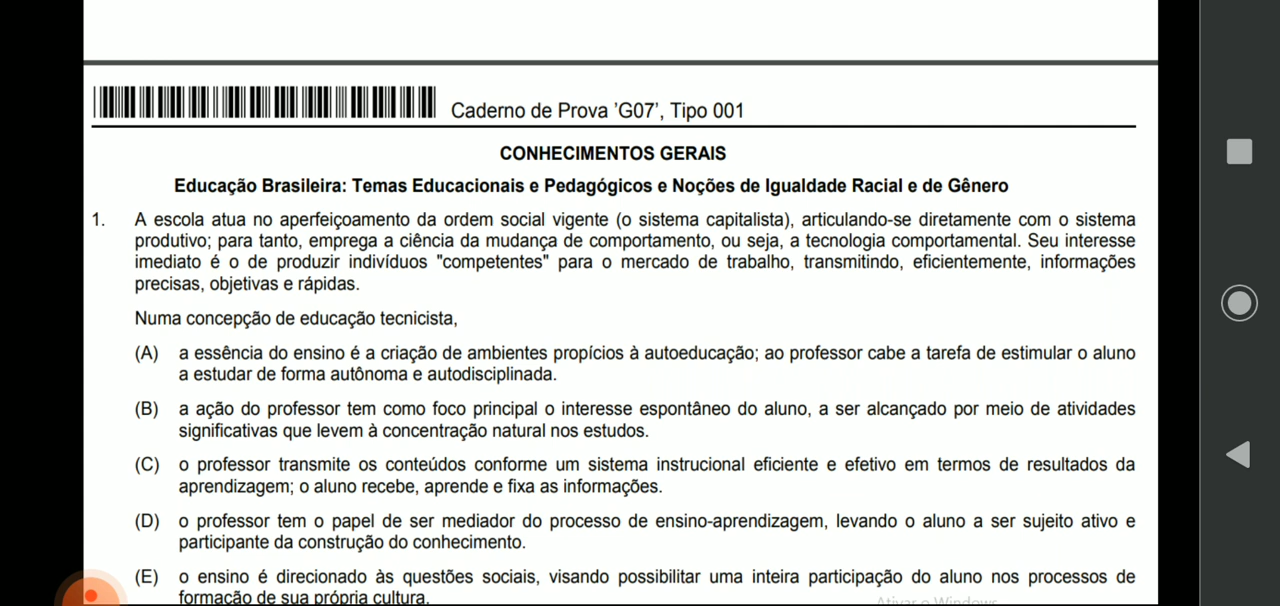 Caderno de Prova 'G07', Tipo 001
CONHECIMENTOS GERAIS
Educação Brasileira: Temas Educacionais e Pedagógicos e Noções de Igualdade Racial e de Gênero
1. A escola atua no aperfeiçoamento da ordem social vigente (o sistema capitalista), articulando-se diretamente com o sistema
produtivo; para tanto, emprega a ciência da mudança de comportamento, ou seja, a tecnologia comportamental. Seu interesse
imediato é o de produzir indivíduos "competentes" para o mercado de trabalho, transmitindo, eficientemente, informações
precisas, objetivas e rápidas.
Numa concepção de educação tecnicista,
(A) a essência do ensino é a criação de ambientes propícios à autoeducação; ao professor cabe a tarefa de estimular o aluno
a estudar de forma autônoma e autodisciplinada.
(B) a ação do professor tem como foco principal o interesse espontâneo do aluno, a ser alcançado por meio de atividades
significativas que levem à concentração natural nos estudos.
(C) o professor transmite os conteúdos conforme um sistema instrucional eficiente e efetivo em termos de resultados da
aprendizagem; o aluno recebe, aprende e fixa as informações.
(D) o professor tem o papel de ser mediador do processo de ensino-aprendizagem, levando o aluno a ser sujeito ativo e
participante da construção do conhecimento.
(E) o ensino é direcionado às questões sociais, visando possibilitar uma inteira participação do aluno nos processos de
formação de sua própria cultura.
Ativar o Windows